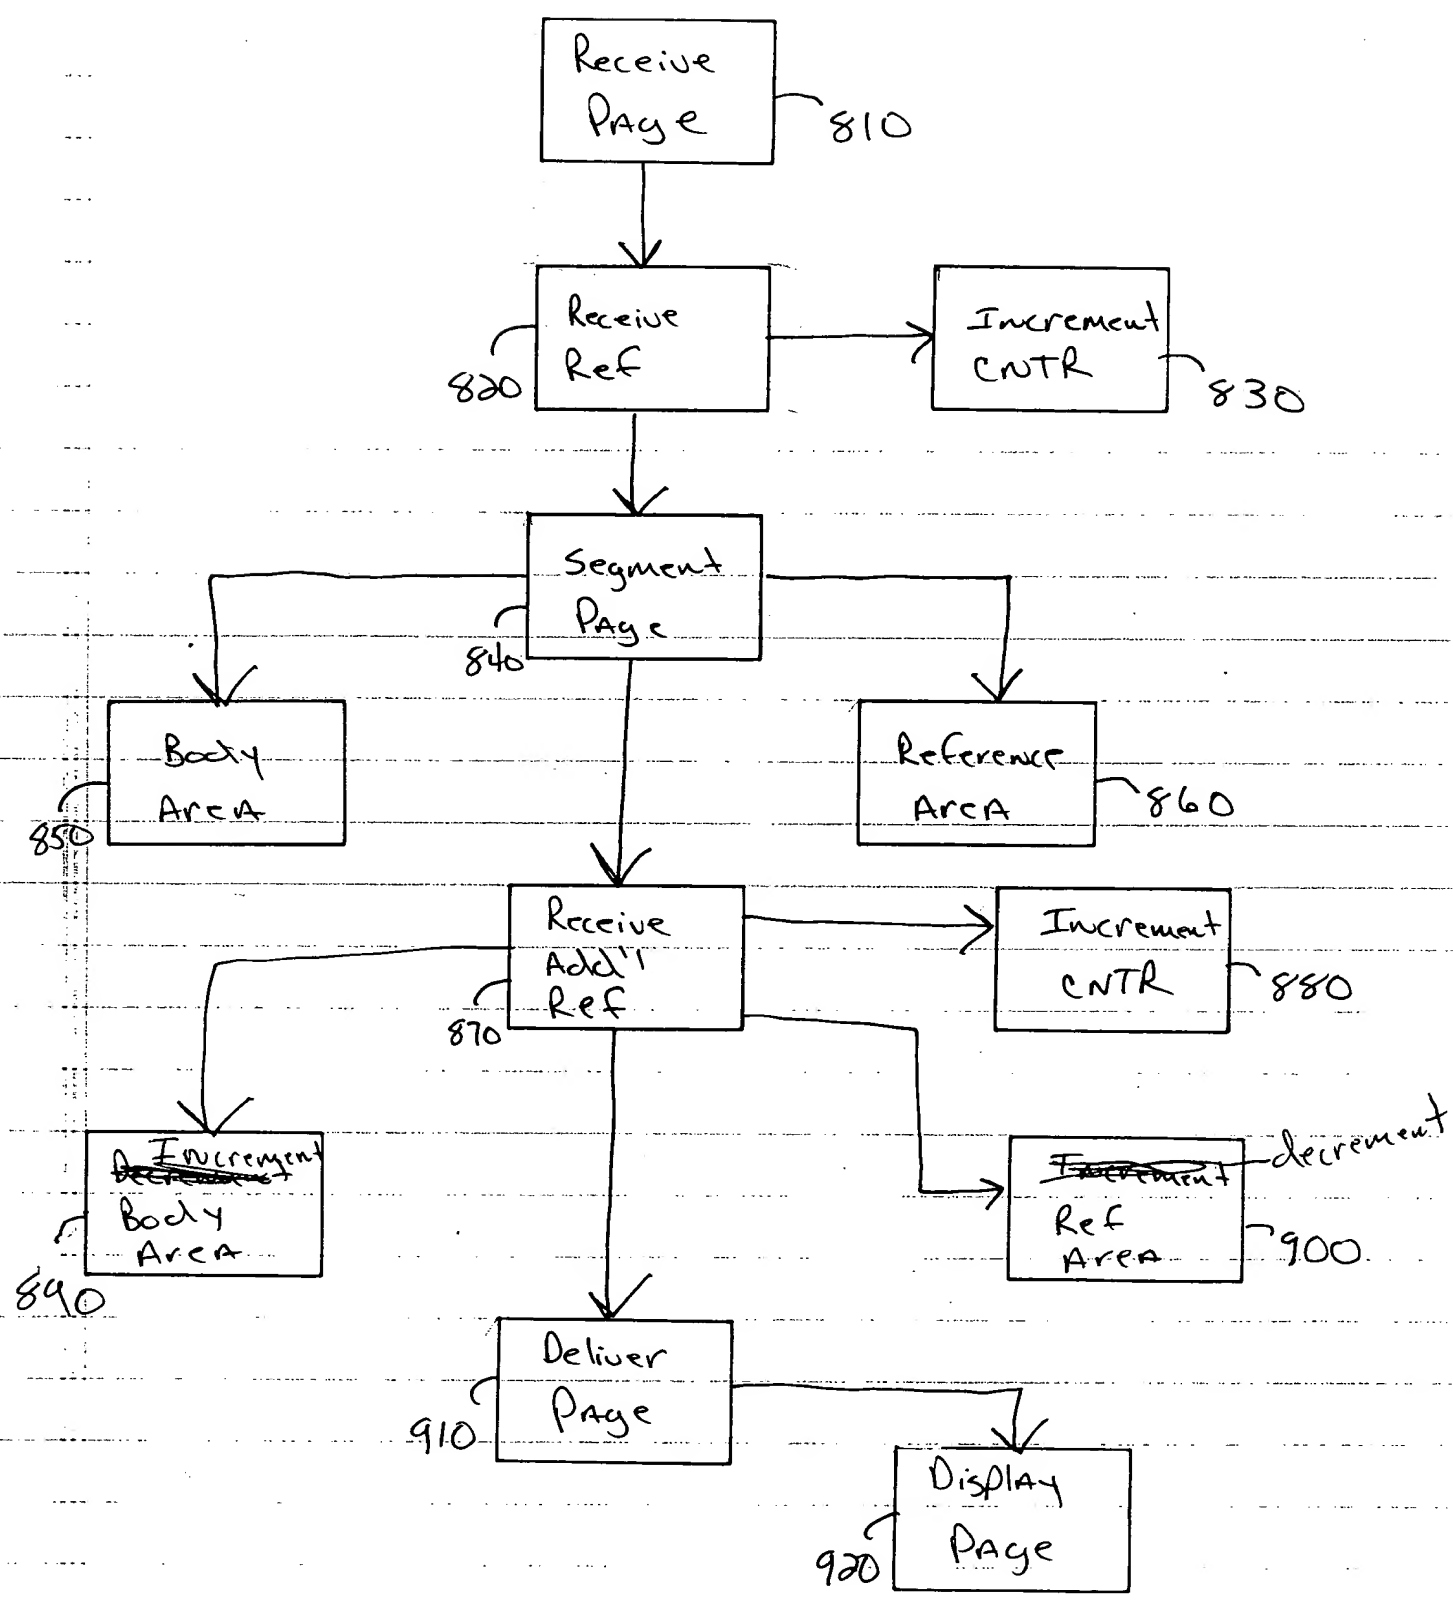 Receive
Page
810
Receive
Ref
820
Increment
CNTR
830
Segment
Page
840
Body
Area
850
Reference
Area
860
Receive
Add'l
Ref
870
Increment
CNTR
880
Increment
Decrement
Body
Area
890
Increment
decrement
Ref
Area
900
Deliver
Page
910
Display
Page
920